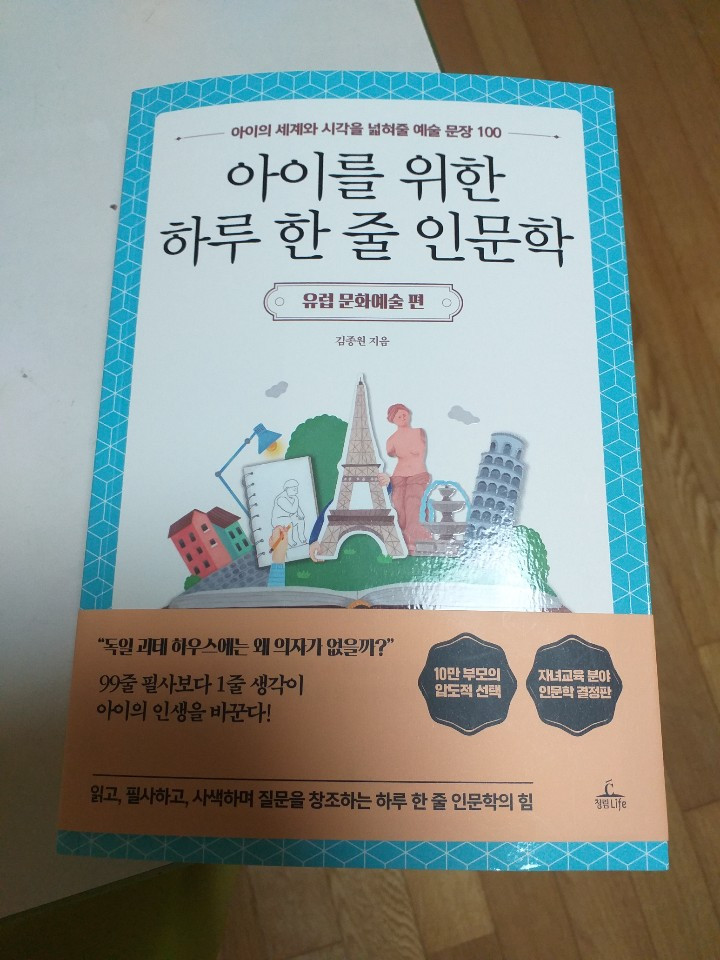 아이의 세계와 시각을 넓혀줄 예술 문장 100
아이를 위한
하루 한 줄 인문학
유럽 문화예술 편
김종원 지음
“독일 괴테 하우스에는 왜 의자가 없을까?”
99줄 필사보다 1줄 생각이
아이의 인생을 바꾼다!
10만 부모의
압도적 선택
자녀교육 분야
인문학 결정판
읽고, 필사하고, 사색하며 질문을 창조하는 하루 한 줄 인문학의 힘
청림Life